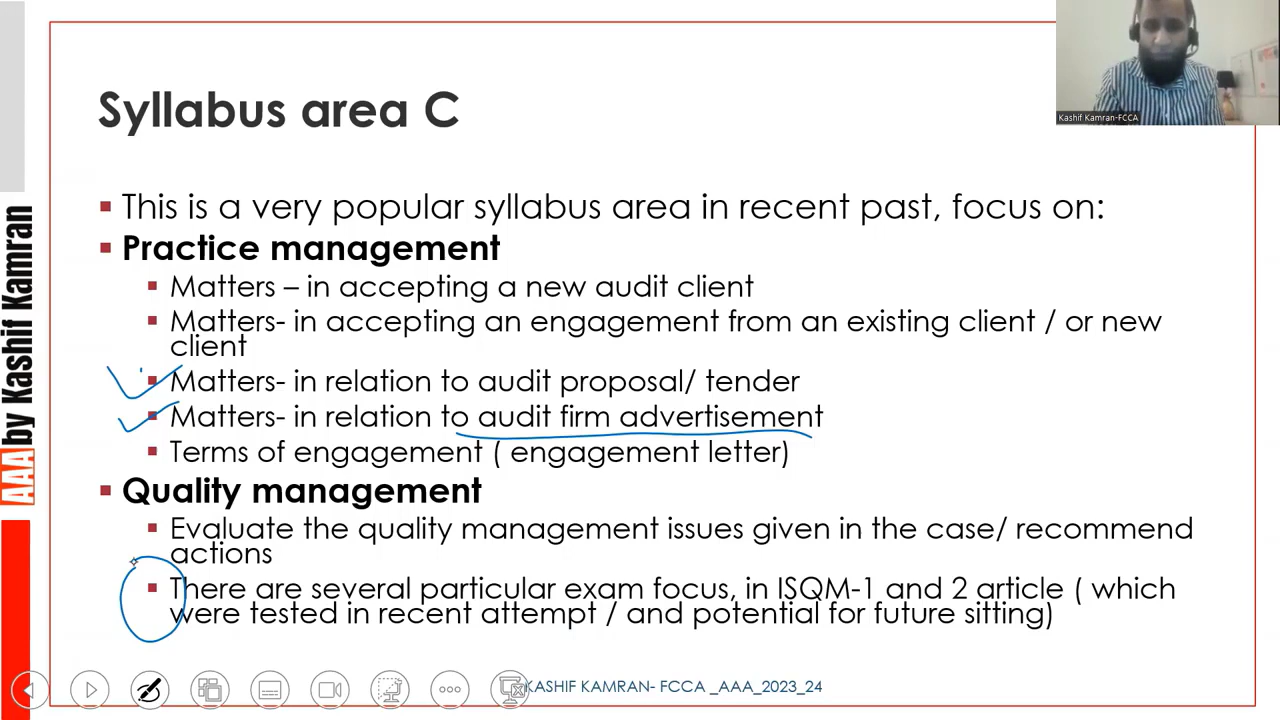 Syllabus area C
Kashif Kamran-FCCA
▪ This is a very popular syllabus area in recent past, focus on:
▪ Practice management
▪ Matters – in accepting a new audit client
▪ Matters- in accepting an engagement from an existing client / or new
client
▪ Matters- in relation to audit proposal/ tender
▪ Matters- in relation to audit firm advertisement
▪ Terms of engagement ( engagement letter)
▪ Quality management
▪ Evaluate the quality management issues given in the case/ recommend
actions
▪ There are several particular exam focus, in ISQM-1 and 2 article ( which
were tested in recent attempt / and potential for future sitting)
AAA by Kashif Kamran
KASHIF KAMRAN- FCCA _AAA_2023_24